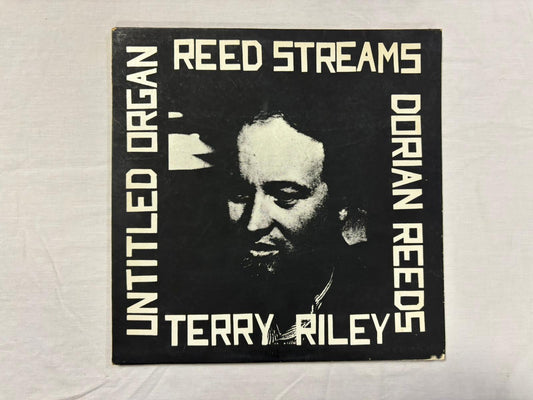 REED STREAMS
UNTITLED ORGAN
DORIAN REEDS
TERRY RILEY